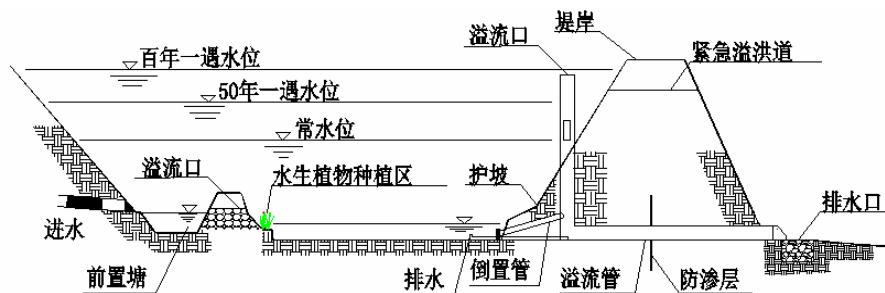 堤岸
溢流口
紧急溢洪道
百年一遇水位
50年一遇水位
常水位
溢流口
水生植物种植区
护坡
进水
排水口
前置塘
排水
倒置管
溢流管
防渗层